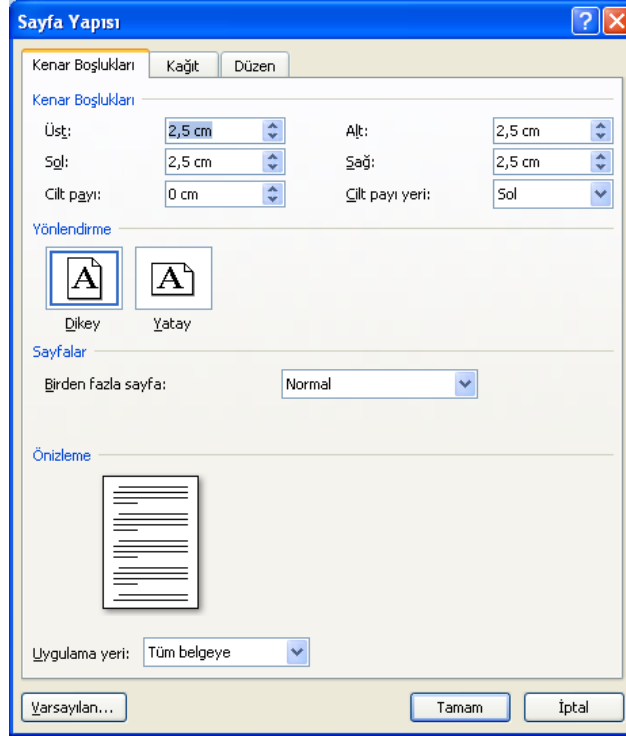 Sayfa Yapısı
Kenar Boşlukları Kağıt Düzen
Kenar Boşlukları
Üst: 2,5 cm Alt: 2,5 cm
Sol: 2,5 cm Sağ: 2,5 cm
Cilt payı: 0 cm Cilt payı yeri: Sol
Yönlendirme
A A
Dikey Yatay
Sayfalar
Birden fazla sayfa: Normal
Önizleme
Uygulama yeri: Tüm belgeye
Varsayılan... Tamam İptal